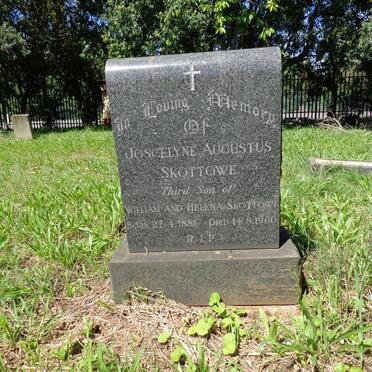 In Loving Memory
Of
JOSCELYNE AUGUSTUS
SKOTTOWE
Third Son of
WILLIAM AND HELENA SKOTTOWE
BORN 27.4.1881 DIED 14.8.1960
R.I.P.